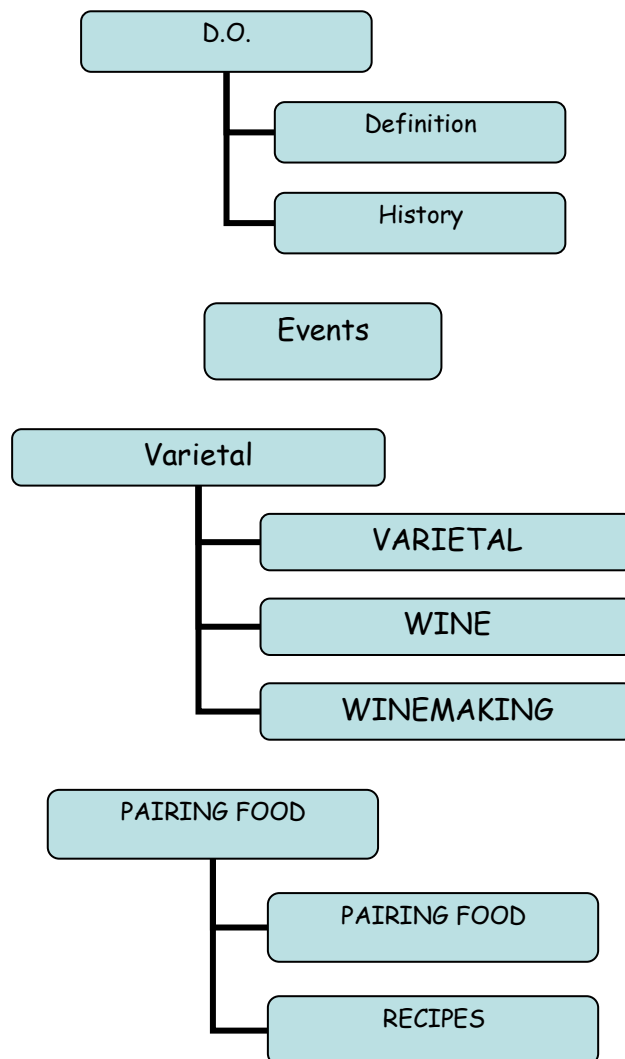 D.O.
Definition
History
Events
Varietal
VARIETAL
WINE
WINEMAKING
PAIRING FOOD
PAIRING FOOD
RECIPES